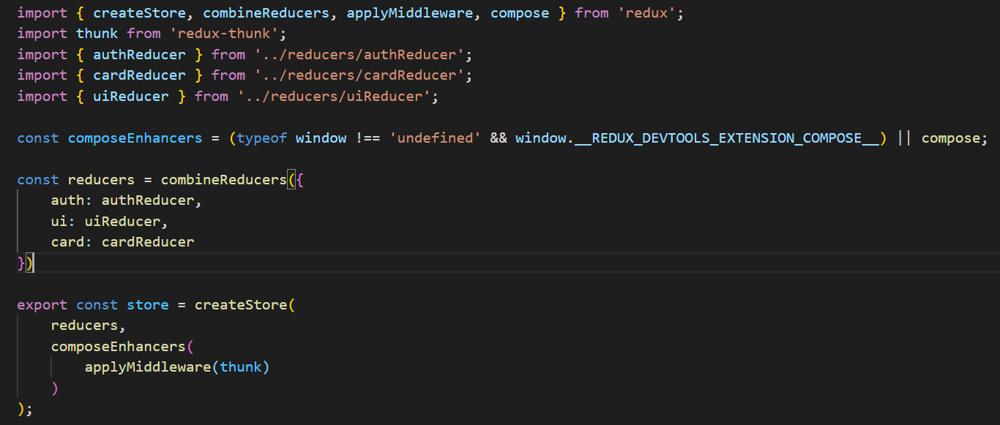 import { createStore, combineReducers, applyMiddleware, compose } from 'redux';
import thunk from 'redux-thunk';
import { authReducer } from '../reducers/authReducer';
import { cardReducer } from '../reducers/cardReducer';
import { uiReducer } from '../reducers/uiReducer';
const composeEnhancers = (typeof window !== 'undefined' && window.__REDUX_DEVTOOLS_EXTENSION_COMPOSE__) || compose;
const reducers = combineReducers({
    auth: authReducer,
    ui: uiReducer,
    card: cardReducer
})
export const store = createStore(
    reducers,
    composeEnhancers(
        applyMiddleware(thunk)
    )
);